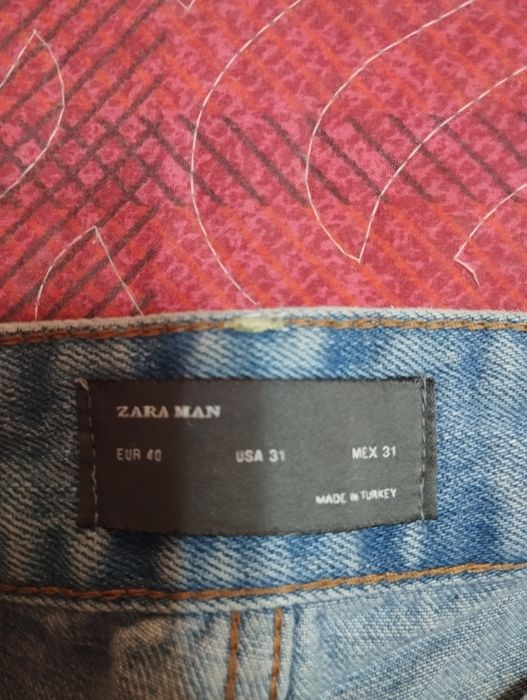 ZARA MAN
EUR 40 USA 31 MEX 31
MADE IN TURKEY